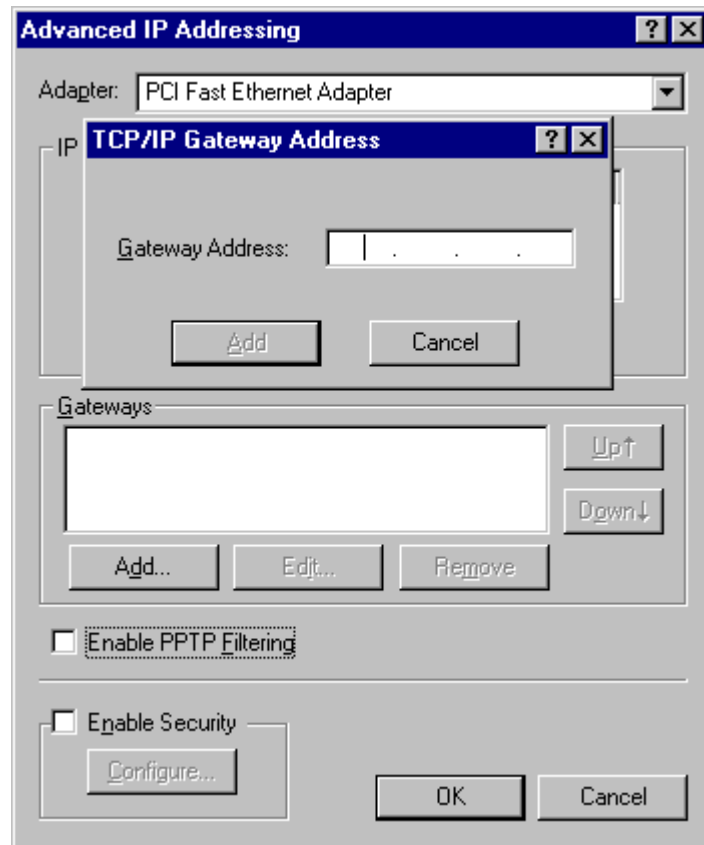 Advanced IP Addressing
Adapter: PCI Fast Ethernet Adapter
IP
TCP/IP Gateway Address
Gateway Address: . . .
Add Cancel
Gateways
Up↑
Down↓
Add... Edit... Remove
Enable PPTP Filtering
Enable Security
Configure...
OK Cancel